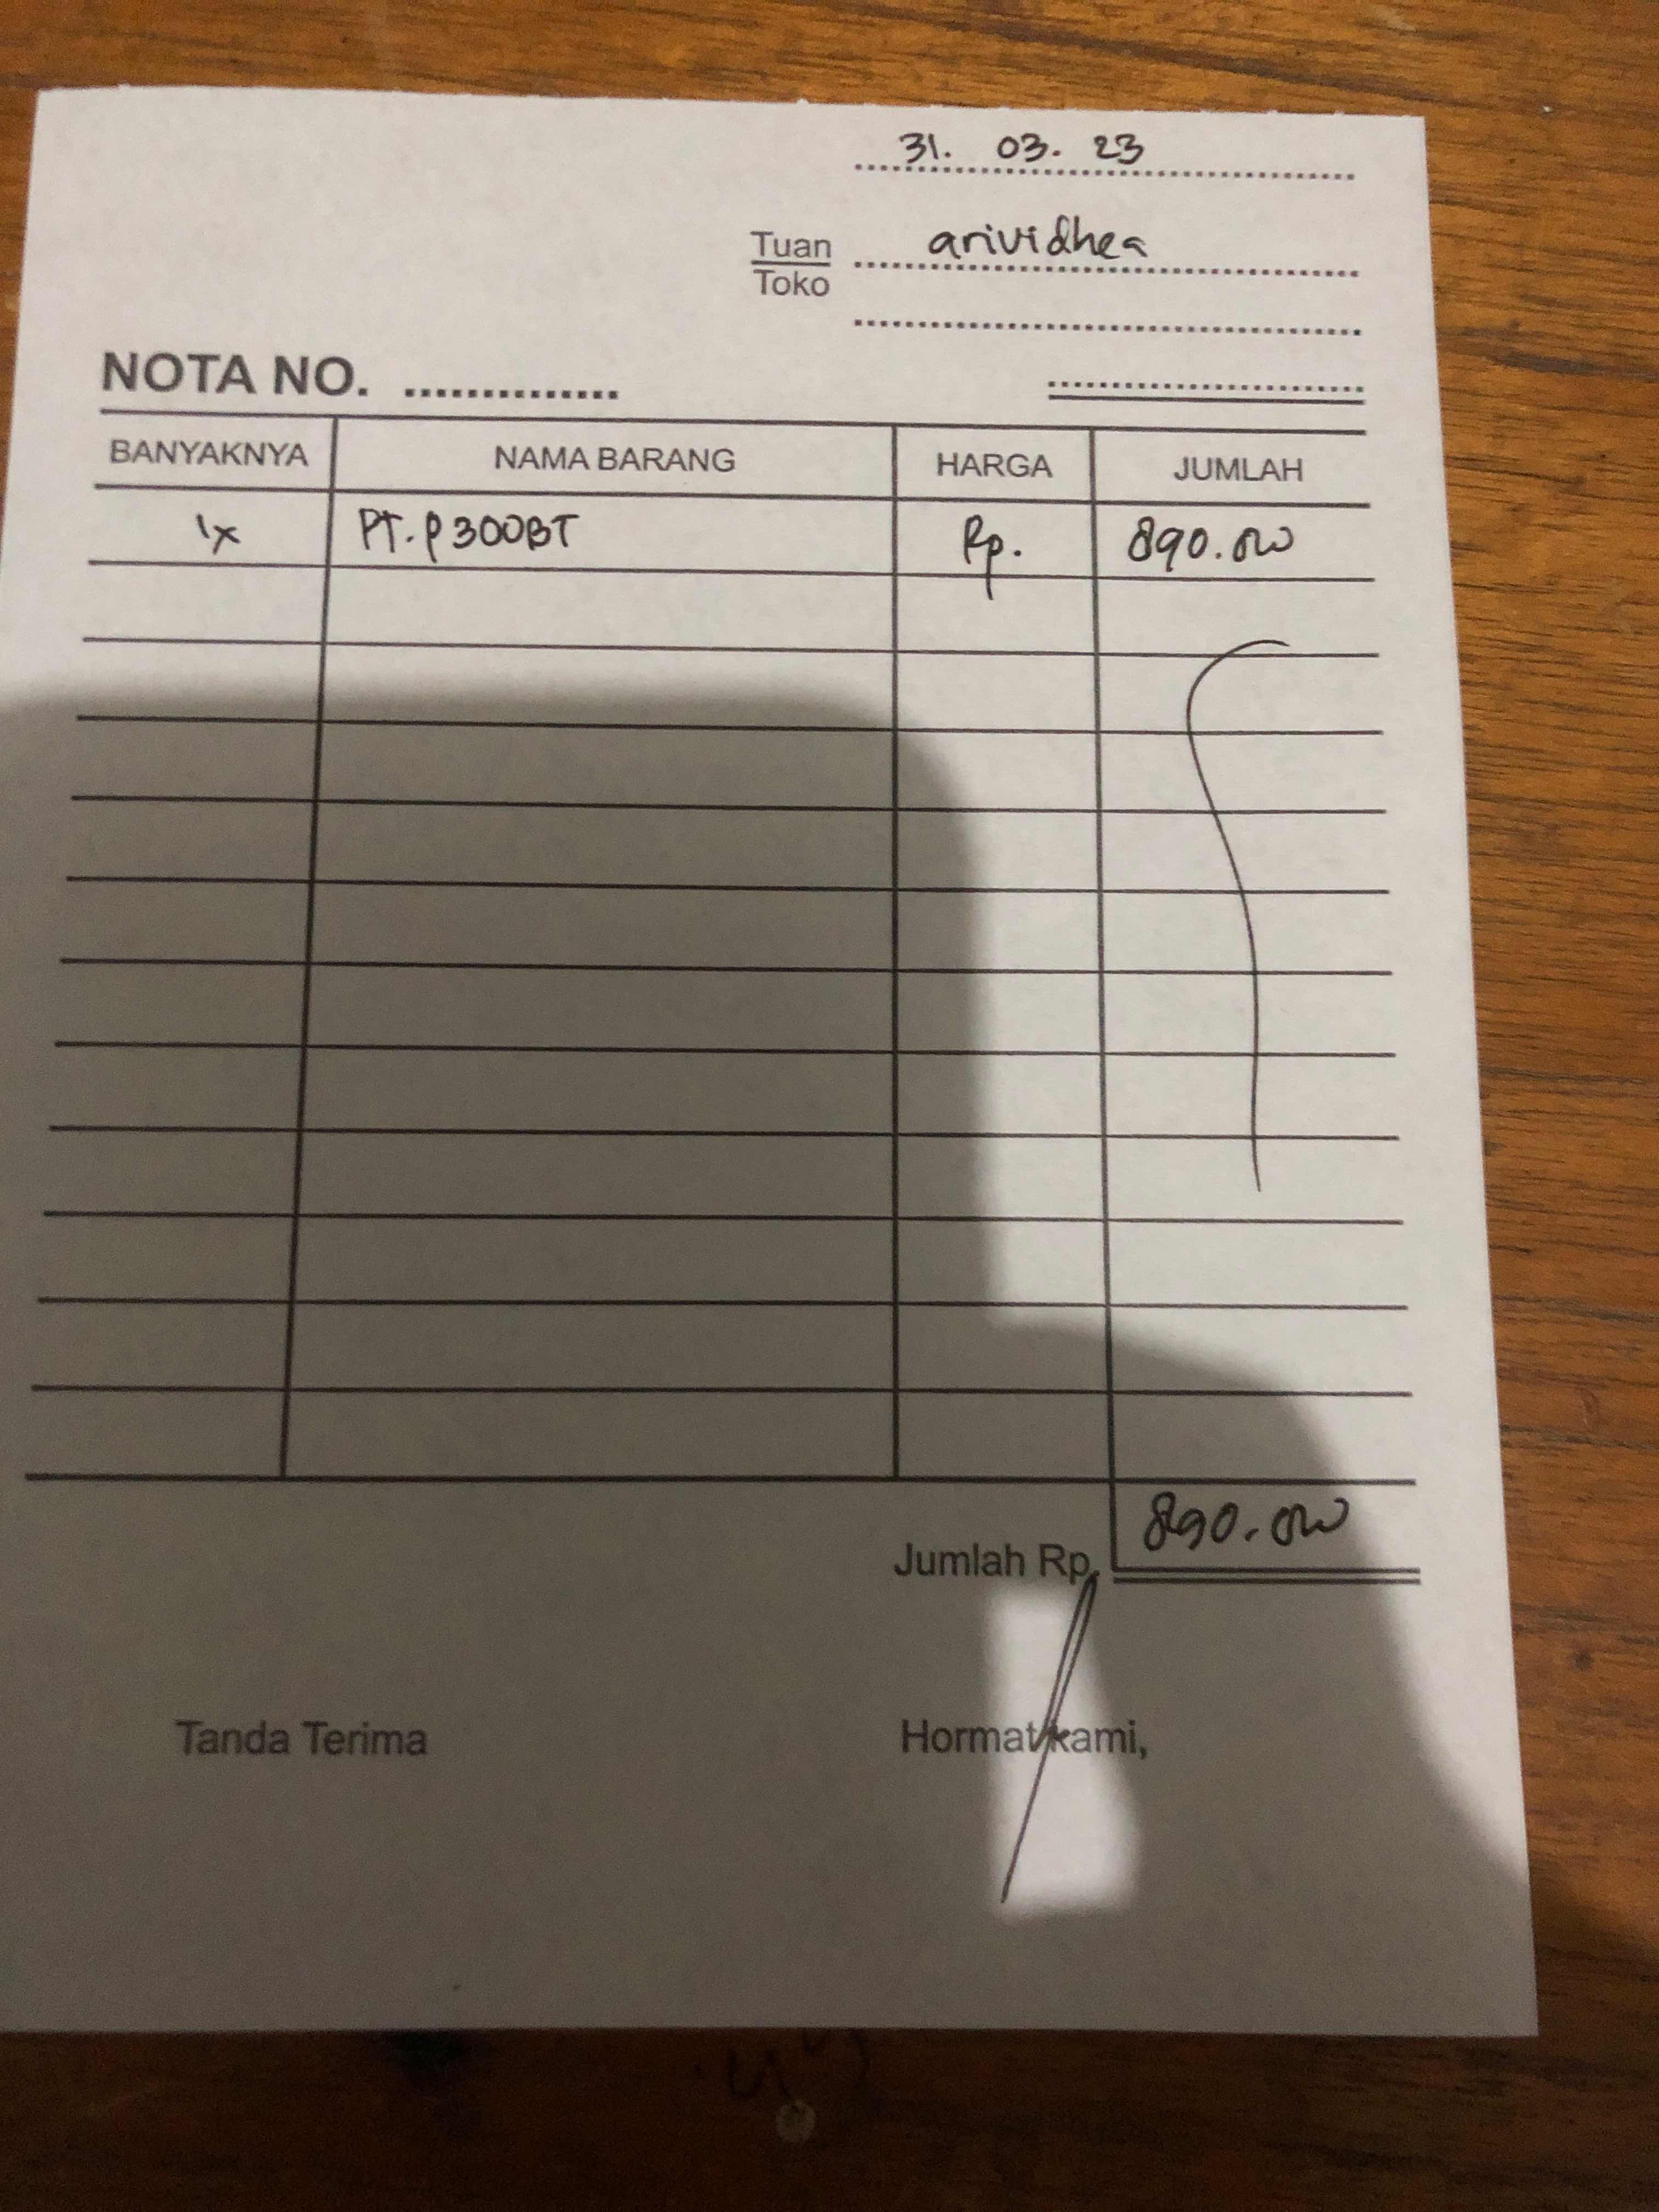 31. 03. 23
Tuan arividhea
Toko
NOTA NO. ..............
BANYAKNYA NAMA BARANG HARGA JUMLAH
1x PT. P300BT Rp. 890.000
Jumlah Rp. 890.000
Tanda Terima Hormat kami,